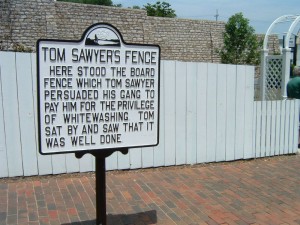 TOM SAWYER'S FENCE
HERE STOOD THE BOARD
FENCE WHICH TOM SAWYER
PERSUADED HIS GANG TO
PAY HIM FOR THE PRIVILEGE
OF WHITEWASHING. TOM
SAT BY AND SAW THAT IT
WAS WELL DONE.